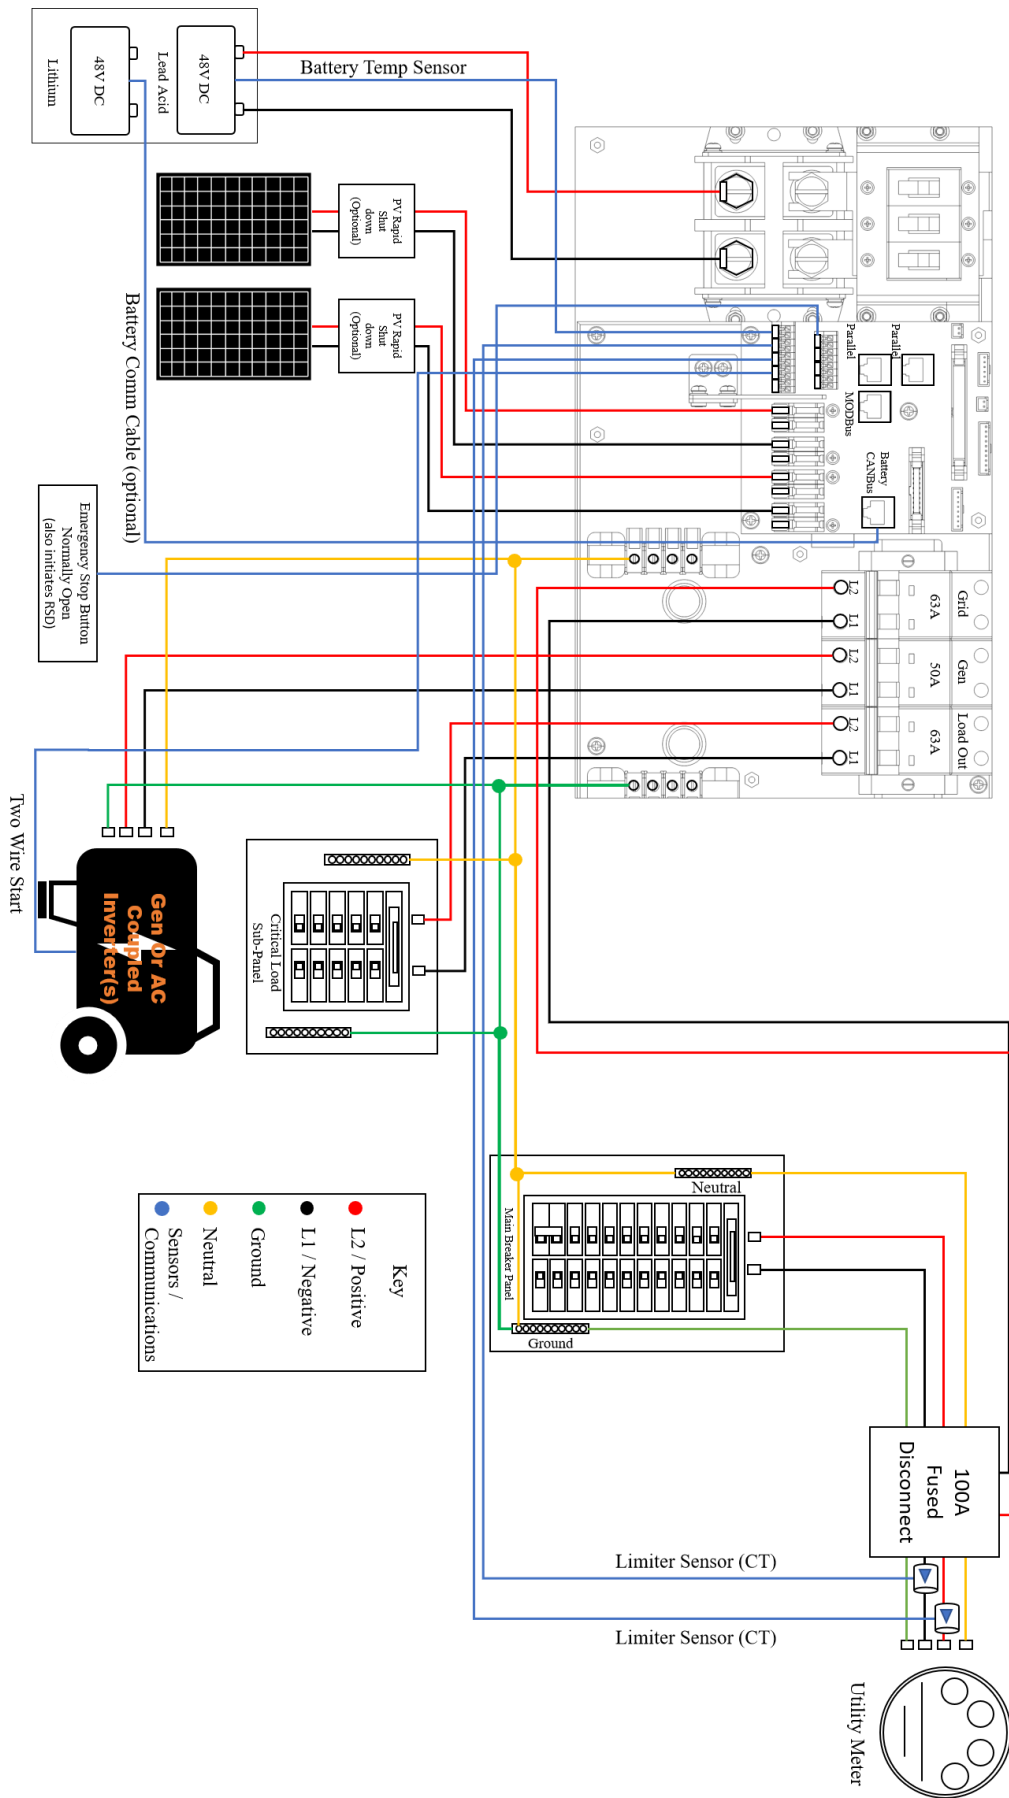 48V DC
Lithium
48V DC
Lead Acid
Battery Temp Sensor
PV Rapid
Shut
down
(Optional)
PV Rapid
Shut
down
(Optional)
Battery Comm Cable (optional)
Parallel
Parallel
MODBus
Battery
CANBus
Emergency Stop Button
Normally Open
(also initiates RSD)
L2
L1
63A
Grid
L2
L1
50A
Gen
L2
L1
63A
Load Out
Two Wire Start
Gen Or AC
Coupled
Inverter(s)
Critical Load
Sub-Panel
Neutral
Main Breaker Panel
Ground
Key
L2 / Positive
L1 / Negative
Ground
Neutral
Sensors /
Communications
100A
Fused
Disconnect
Limiter Sensor (CT)
Limiter Sensor (CT)
Utility Meter